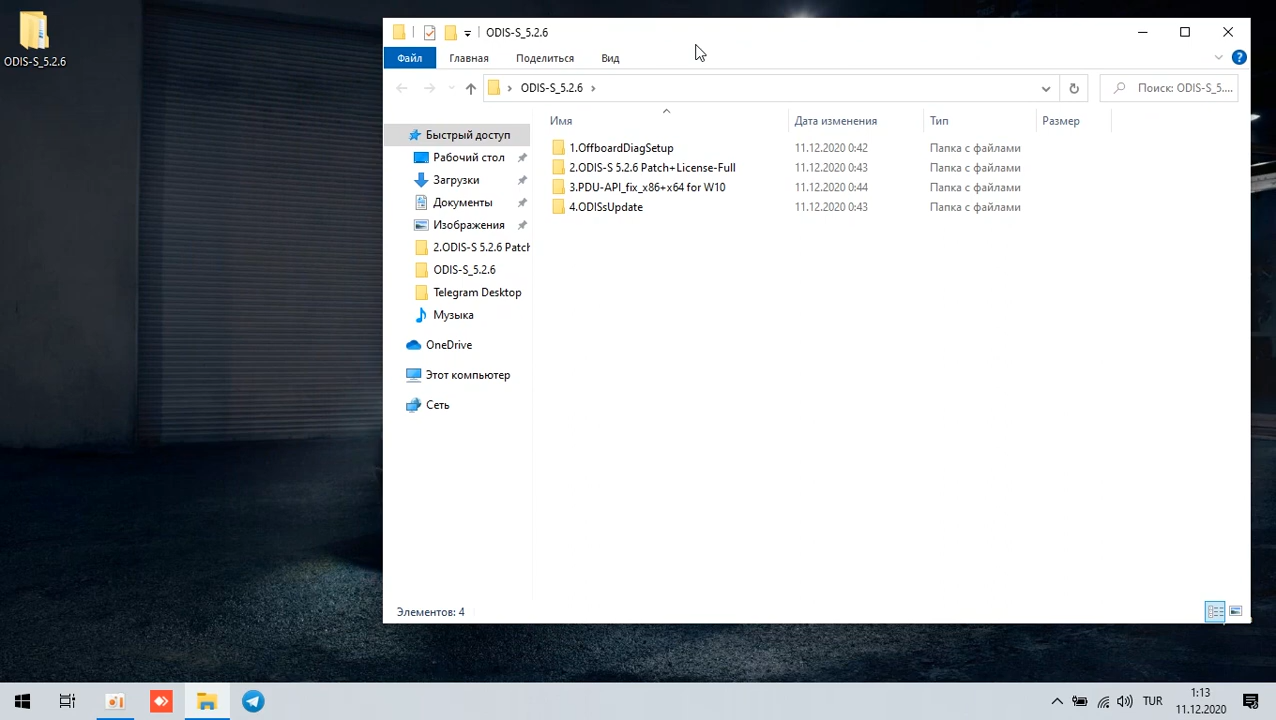 ODIS-S_5.2.6
ODIS-S_5.2.6
Файл Главная Поделиться Вид
ODIS-S_5.2.6
Поиск: ODIS-S_5....
Имя Дата изменения Тип Размер
1.OffboardDiagSetup 11.12.2020 0:42 Папка с файлами
2.ODIS-S 5.2.6 Patch+License-Full 11.12.2020 0:43 Папка с файлами
3.PDU-API_fix_x86+x64 for W10 11.12.2020 0:44 Папка с файлами
4.ODISsUpdate 11.12.2020 0:43 Папка с файлами
Быстрый доступ
Рабочий стол
Загрузки
Документы
Изображения
2.ODIS-S 5.2.6 Patch
ODIS-S_5.2.6
Telegram Desktop
Музыка
OneDrive
Этот компьютер
Сеть
Элементов: 4
TUR
1:13
11.12.2020